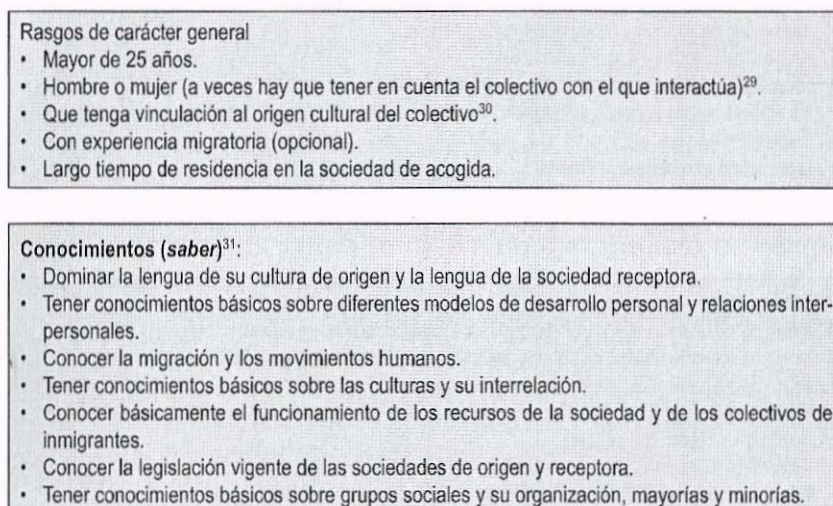 Rasgos de carácter general
• Mayor de 25 años.
• Hombre o mujer (a veces hay que tener en cuenta el colectivo con el que interactúa)²⁹.
• Que tenga vinculación al origen cultural del colectivo³⁰.
• Con experiencia migratoria (opcional).
• Largo tiempo de residencia en la sociedad de acogida.
Conocimientos (saber)³¹:
• Dominar la lengua de su cultura de origen y la lengua de la sociedad receptora.
• Tener conocimientos básicos sobre diferentes modelos de desarrollo personal y relaciones inter-
personales.
• Conocer la migración y los movimientos humanos.
• Tener conocimientos básicos sobre las culturas y su interrelación.
• Conocer básicamente el funcionamiento de los recursos de la sociedad y de los colectivos de
inmigrantes.
• Conocer la legislación vigente de las sociedades de origen y receptora.
• Tener conocimientos básicos sobre grupos sociales y su organización, mayorías y minorías.